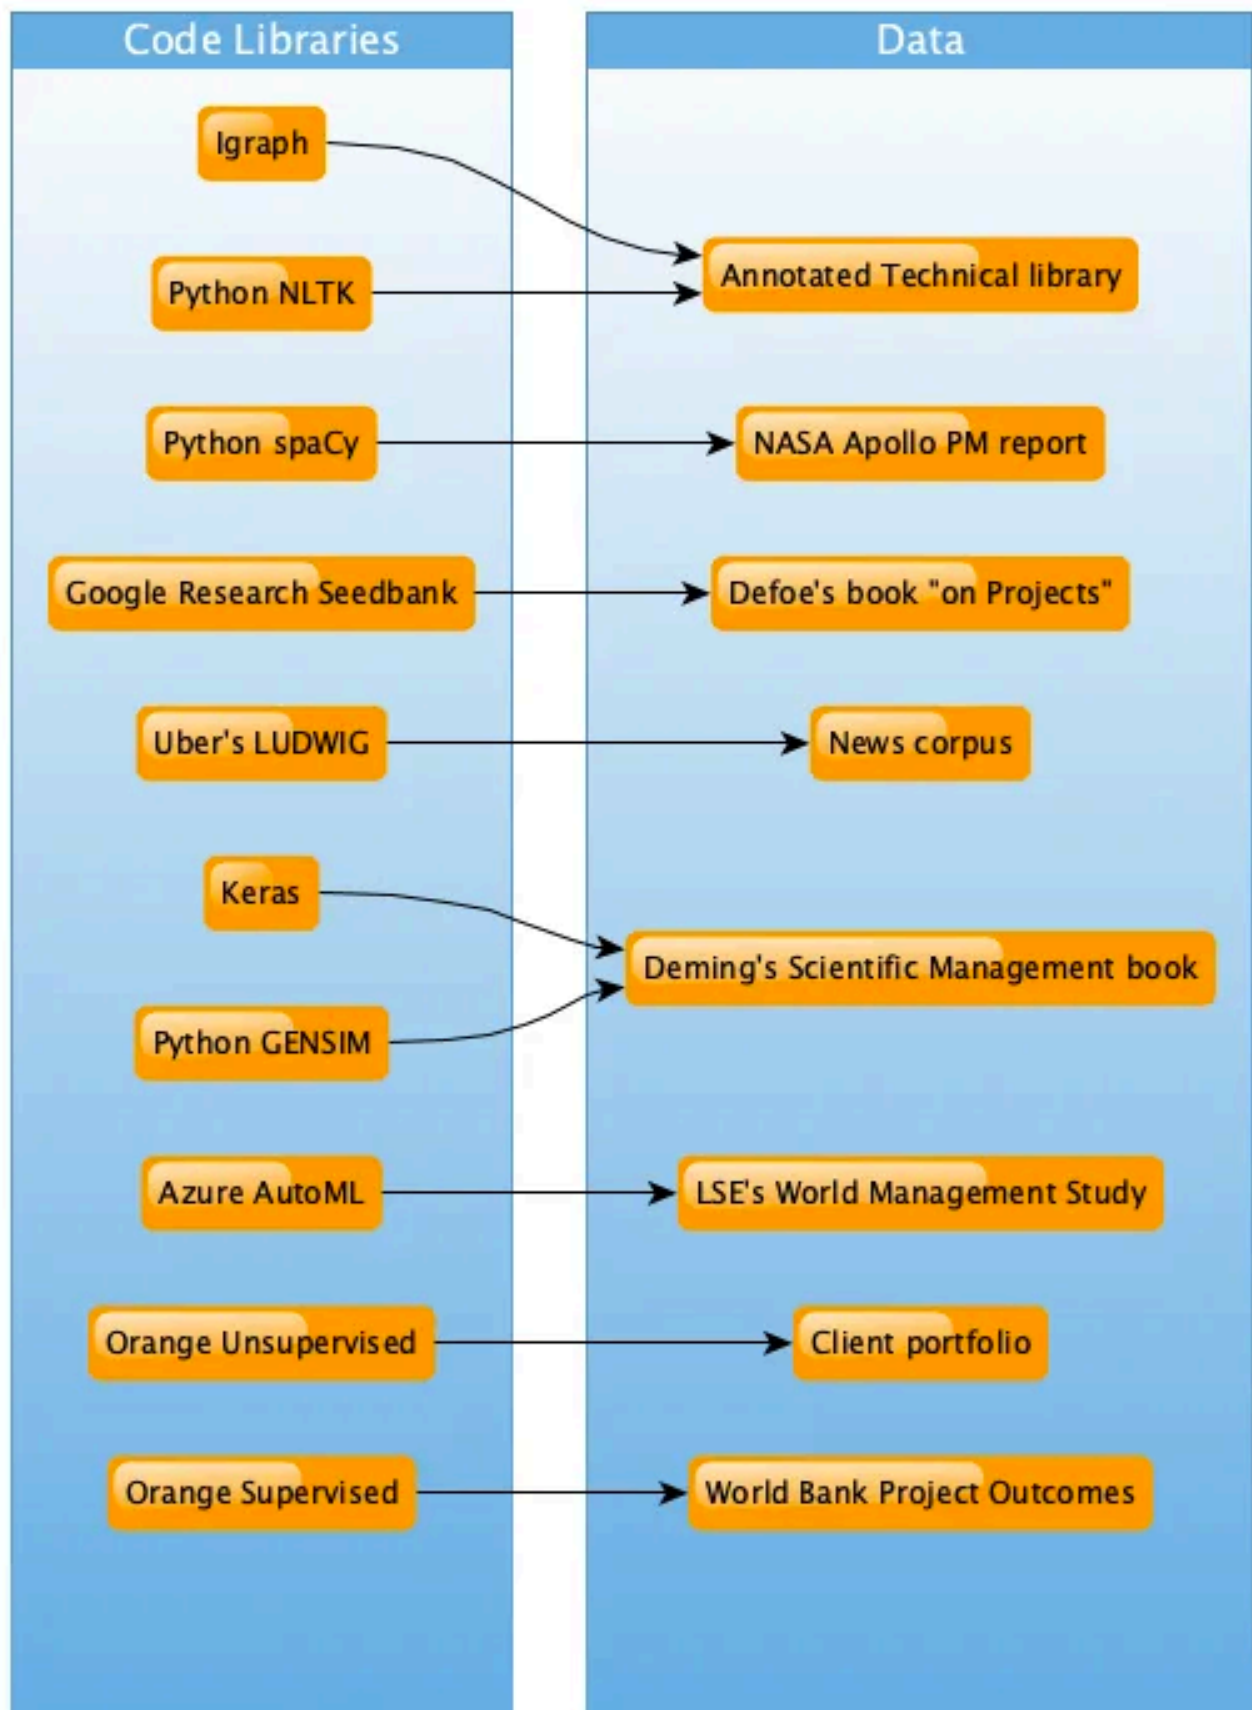 Code Libraries
Data
Igraph
Python NLTK
Annotated Technical library
Python spaCy
NASA Apollo PM report
Google Research Seedbank
Defoe's book "on Projects"
Uber's LUDWIG
News corpus
Keras
Deming's Scientific Management book
Python GENSIM
Azure AutoML
LSE's World Management Study
Orange Unsupervised
Client portfolio
Orange Supervised
World Bank Project Outcomes